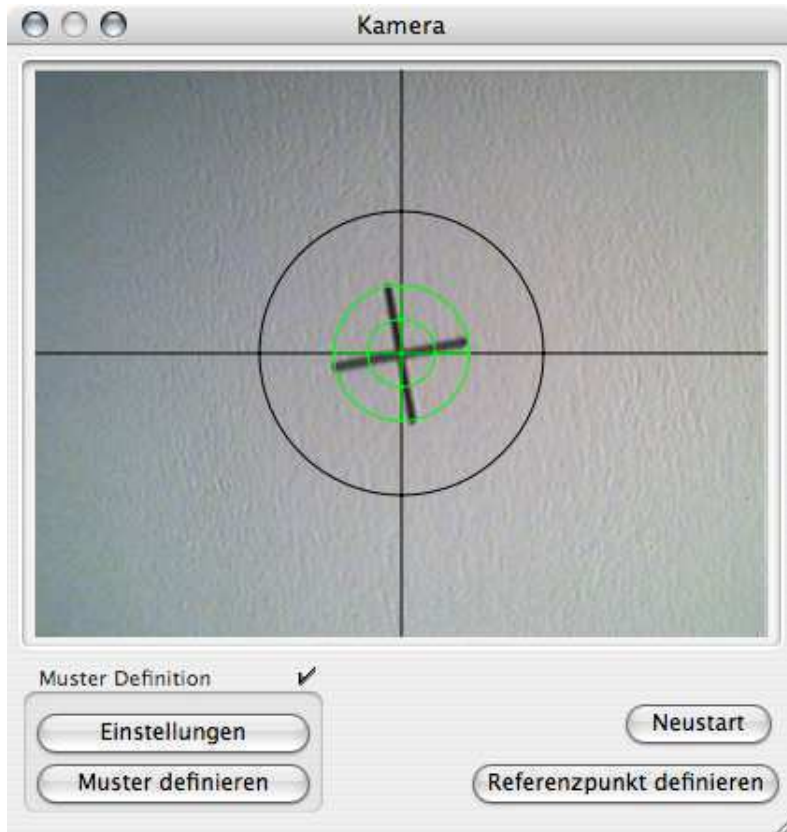 Kamera
Muster Definition
Einstellungen
Muster definieren
Neustart
Referenzpunkt definieren